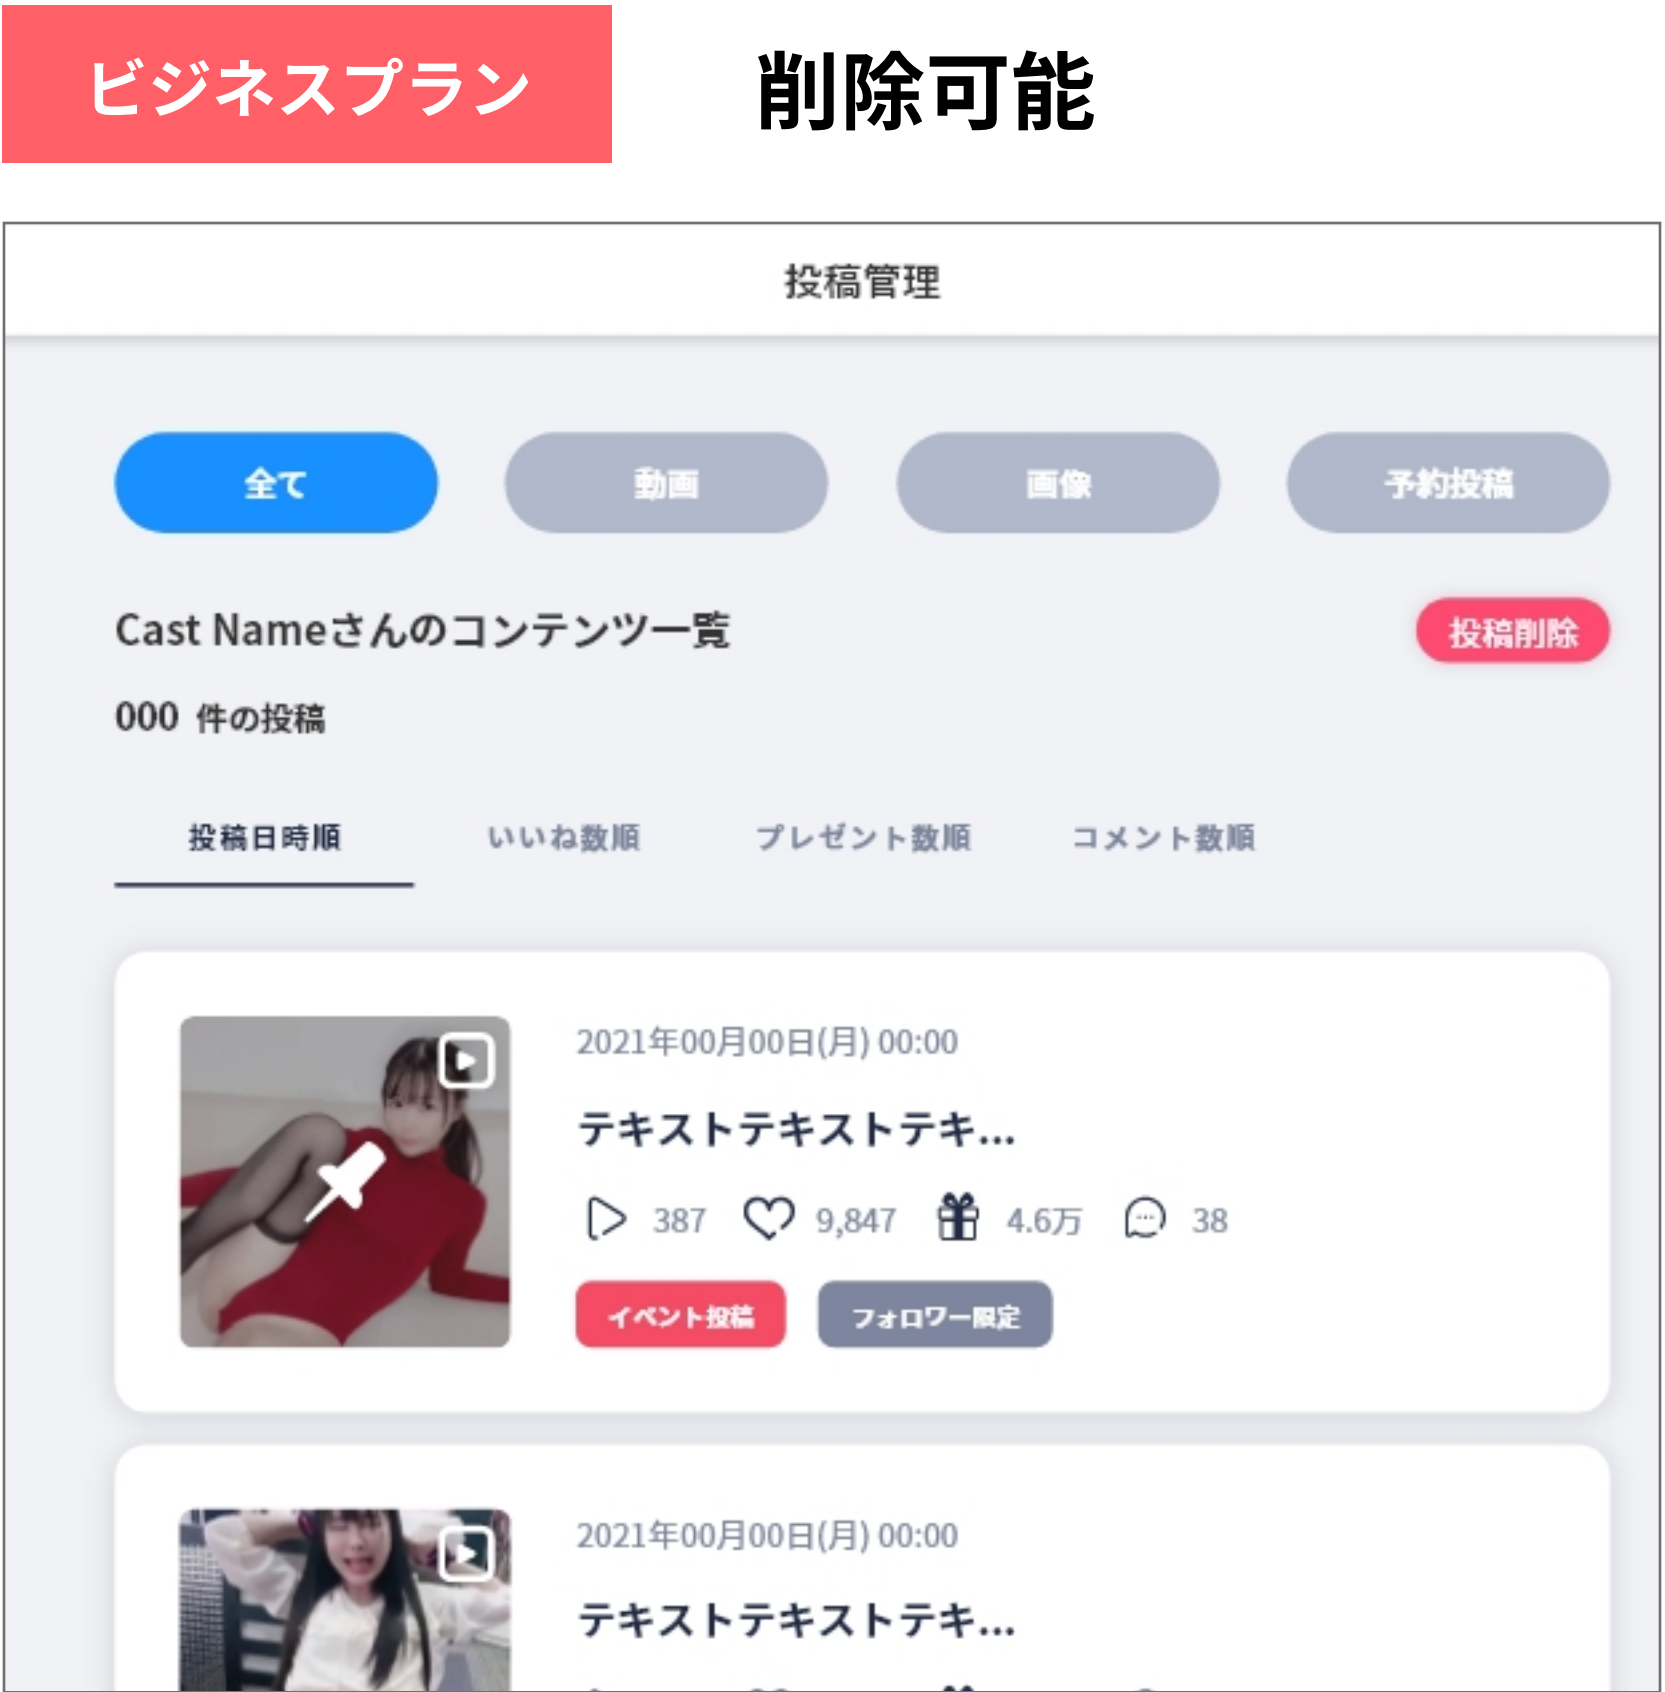 ビジネスプラン
削除可能
投稿管理
全て 動画 画像 予約投稿
Cast Nameさんのコンテンツ一覧 投稿削除
000 件の投稿
投稿日時順 いいね数順 プレゼント数順 コメント数順
2021年00月00日(月) 00:00
テキストテキストテキ...
387 9,847 4.6万 38
イベント投稿 フォロワー限定
2021年00月00日(月) 00:00
テキストテキストテキ...